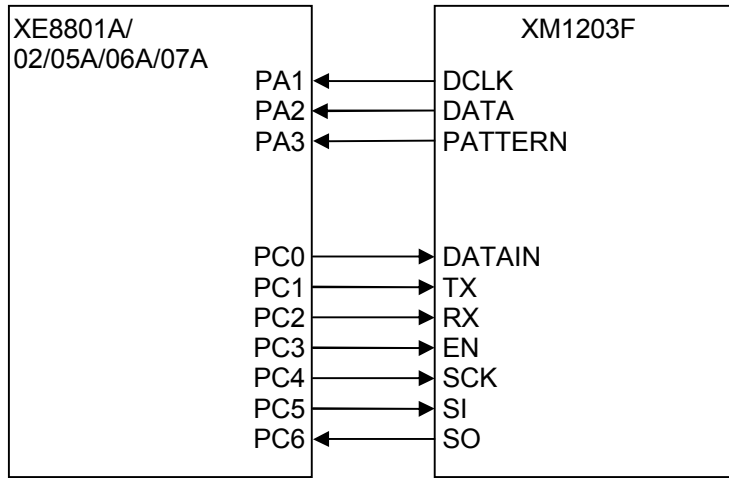 XE8801A/
02/05A/06A/07A
XM1203F
PA1 DCLK
PA2 DATA
PA3 PATTERN
PC0 DATAIN
PC1 TX
PC2 RX
PC3 EN
PC4 SCK
PC5 SI
PC6 SO